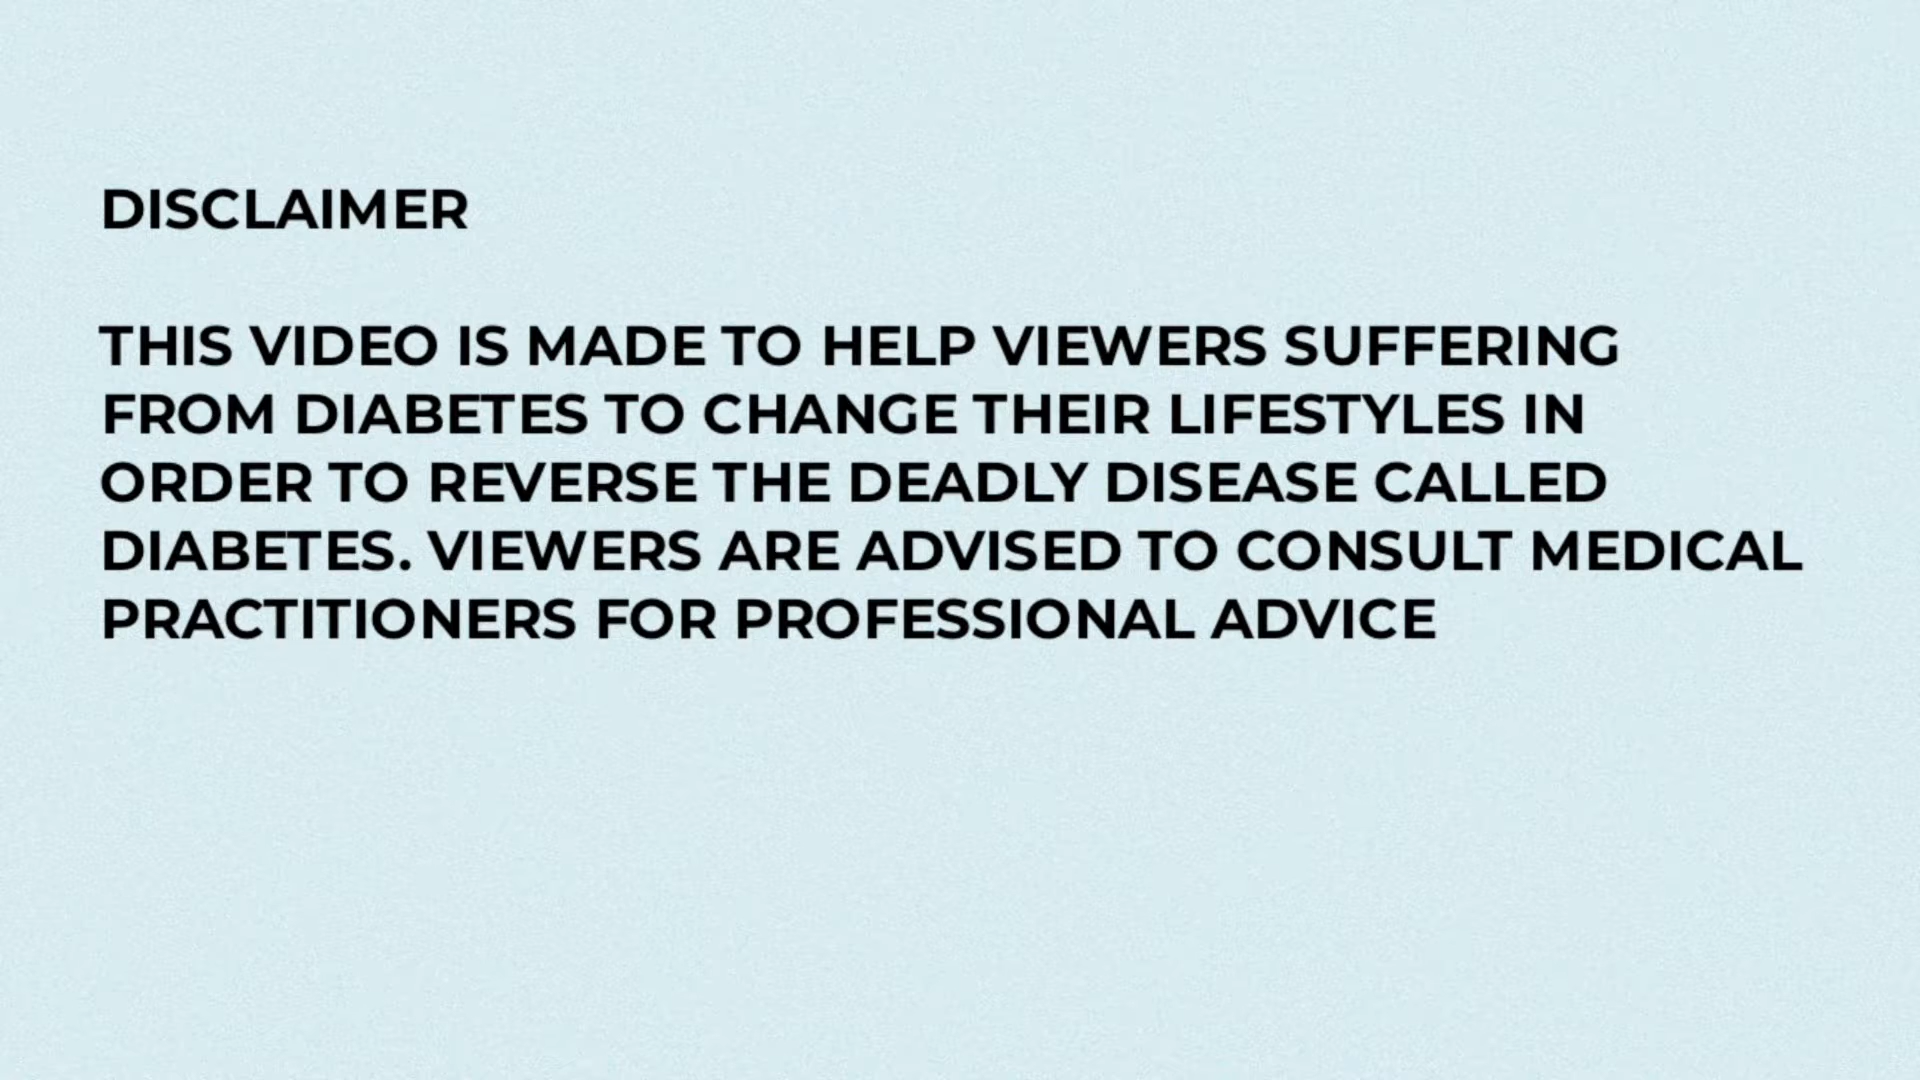 DISCLAIMER
THIS VIDEO IS MADE TO HELP VIEWERS SUFFERING
FROM DIABETES TO CHANGE THEIR LIFESTYLES IN
ORDER TO REVERSE THE DEADLY DISEASE CALLED
DIABETES. VIEWERS ARE ADVISED TO CONSULT MEDICAL
PRACTITIONERS FOR PROFESSIONAL ADVICE